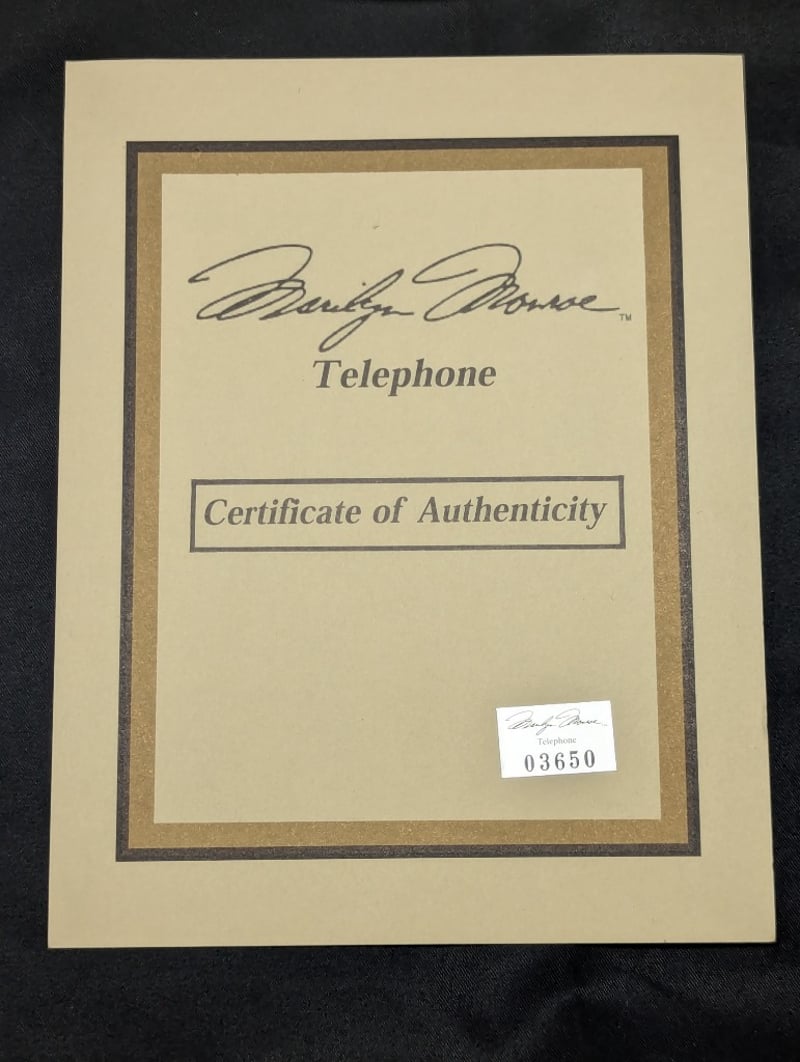 Marilyn Monroe™
Telephone
Certificate of Authenticity
Marilyn Monroe
Telephone
03650